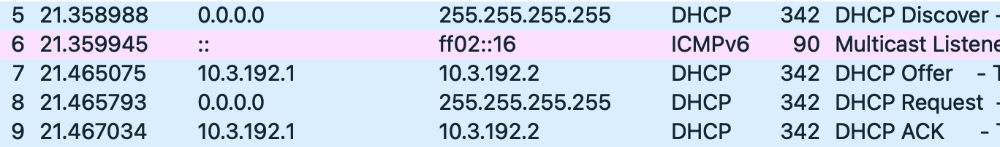 5 21.358988 0.0.0.0 255.255.255.255 DHCP 342 DHCP Discover -
6 21.359945 :: ff02::16 ICMPv6 90 Multicast
7 21.465075 10.3.192.1 10.3.192.2 DHCP 342 DHCP Offer -
8 21.465793 0.0.0.0 255.255.255.255 DHCP 342 DHCP Request -
9 21.467034 10.3.192.1 10.3.192.2 DHCP 342 DHCP ACK -